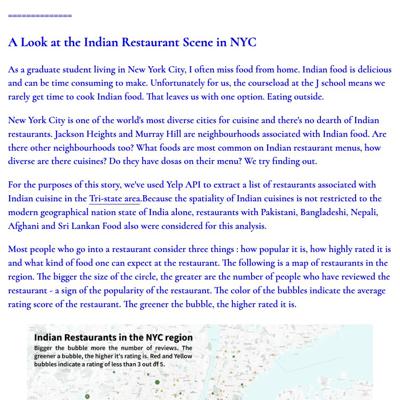 ==============
A Look at the Indian Restaurant Scene in NYC
As a graduate student living in New York City, I often miss food from home. Indian food is delicious
and can be time consuming to make. Unfortunately for us, the courseload at the J school means we
rarely get time to cook Indian food. That leaves us with one option. Eating outside.
New York City is one of the world's most diverse cities for cuisine and there's no dearth of Indian
restaurants. Jackson Heights and Murray Hill are neighbourhoods associated with Indian food. Are
there other neighbourhoods too? What foods are most common on Indian restaurant menus, how
diverse are there cuisines? Do they have dosas on their menu? We try finding out.
For the purposes of this story, we've used Yelp API to extract a list of restaurants associated with
Indian cuisine in the Tri-state area.Because the spatiality of Indian cuisines is not restricted to the
modern geographical nation state of India alone, restaurants with Pakistani, Bangladeshi, Nepali,
Afghani and Sri Lankan Food also were considered for this analysis.
Most people who go into a restaurant consider three things : how popular it is, how highly rated it is
and what kind of food one can expect at the restaurant. The following is a map of restaurants in the
region. The bigger the size of the circle, the greater are the number of people who have reviewed the
restaurant - a sign of the popularity of the restaurant. The color of the bubbles indicate the average
rating score of the restaurant. The greener the bubble, the higher rated it is.
Indian Restaurants in the NYC region
Bigger the bubble more the number of reviews. The
greener a bubble, the higher it's rating is. Red and Yellow
bubbles indicate a rating of less than 3 out df 5.